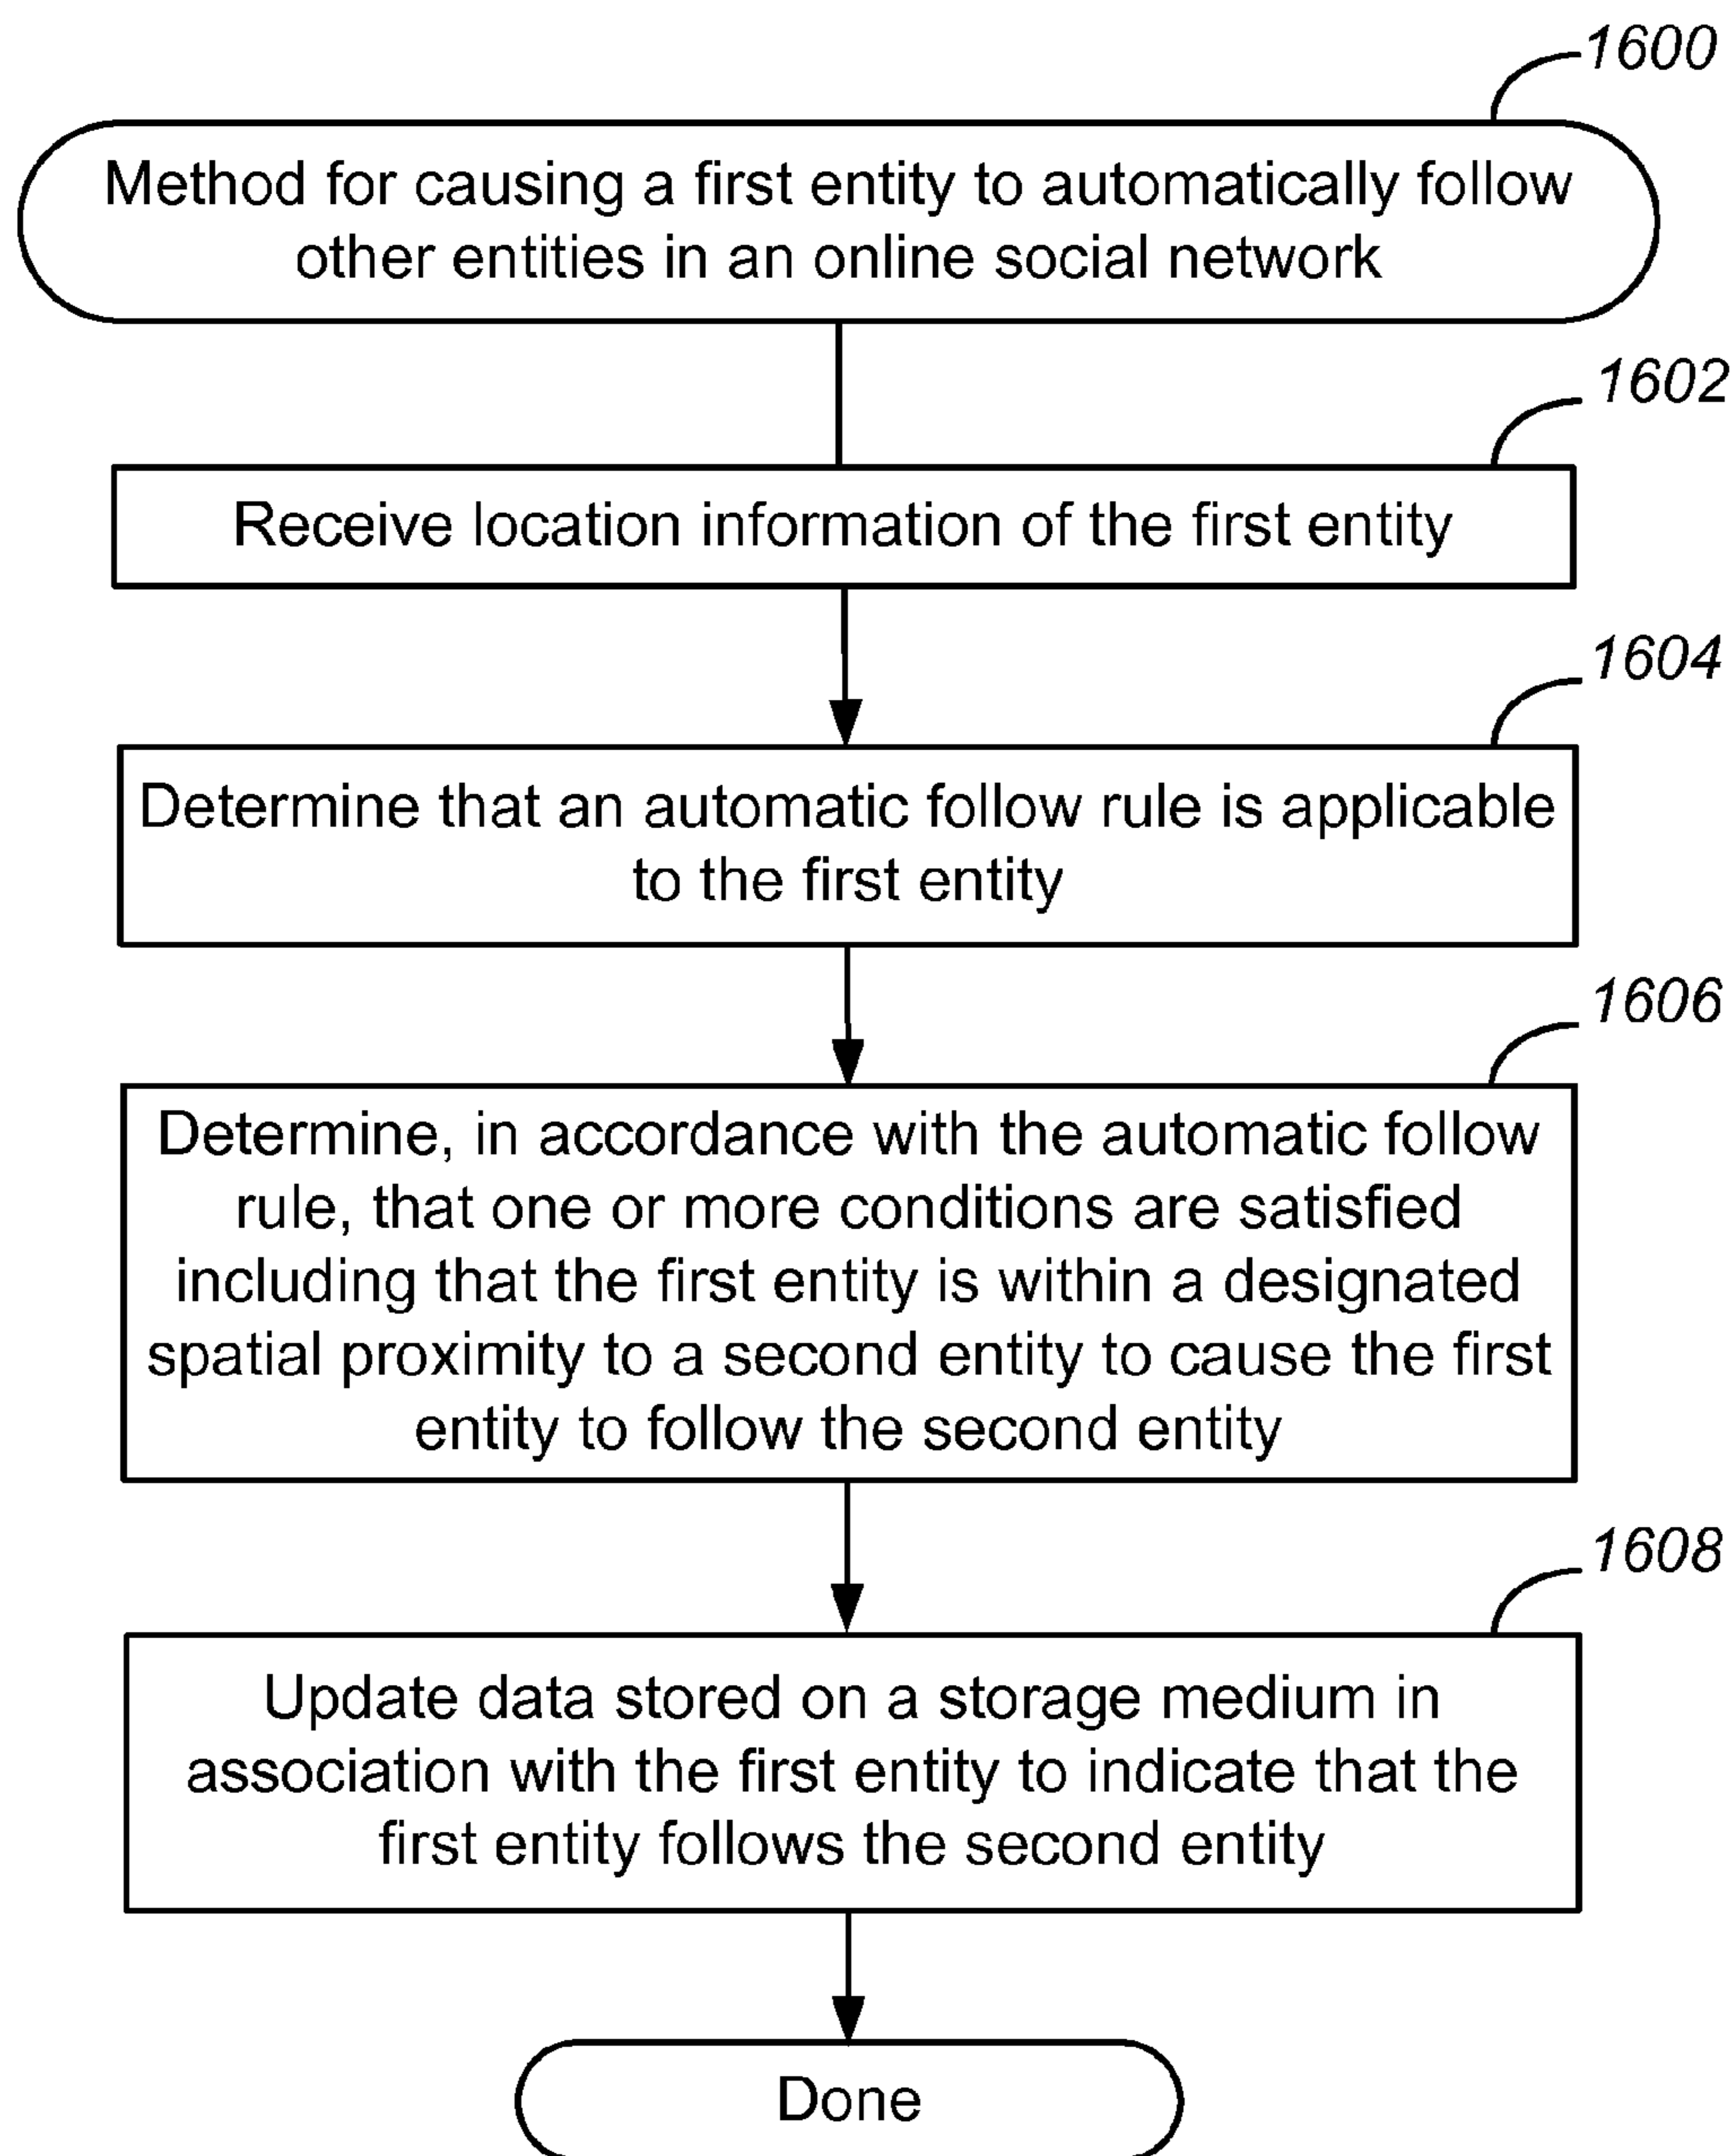 1600
Method for causing a first entity to automatically follow
other entities in an online social network
1602
Receive location information of the first entity
1604
Determine that an automatic follow rule is applicable
to the first entity
1606
Determine, in accordance with the automatic follow
rule, that one or more conditions are satisfied
including that the first entity is within a designated
spatial proximity to a second entity to cause the first
entity to follow the second entity
1608
Update data stored on a storage medium in
association with the first entity to indicate that the
first entity follows the second entity
Done